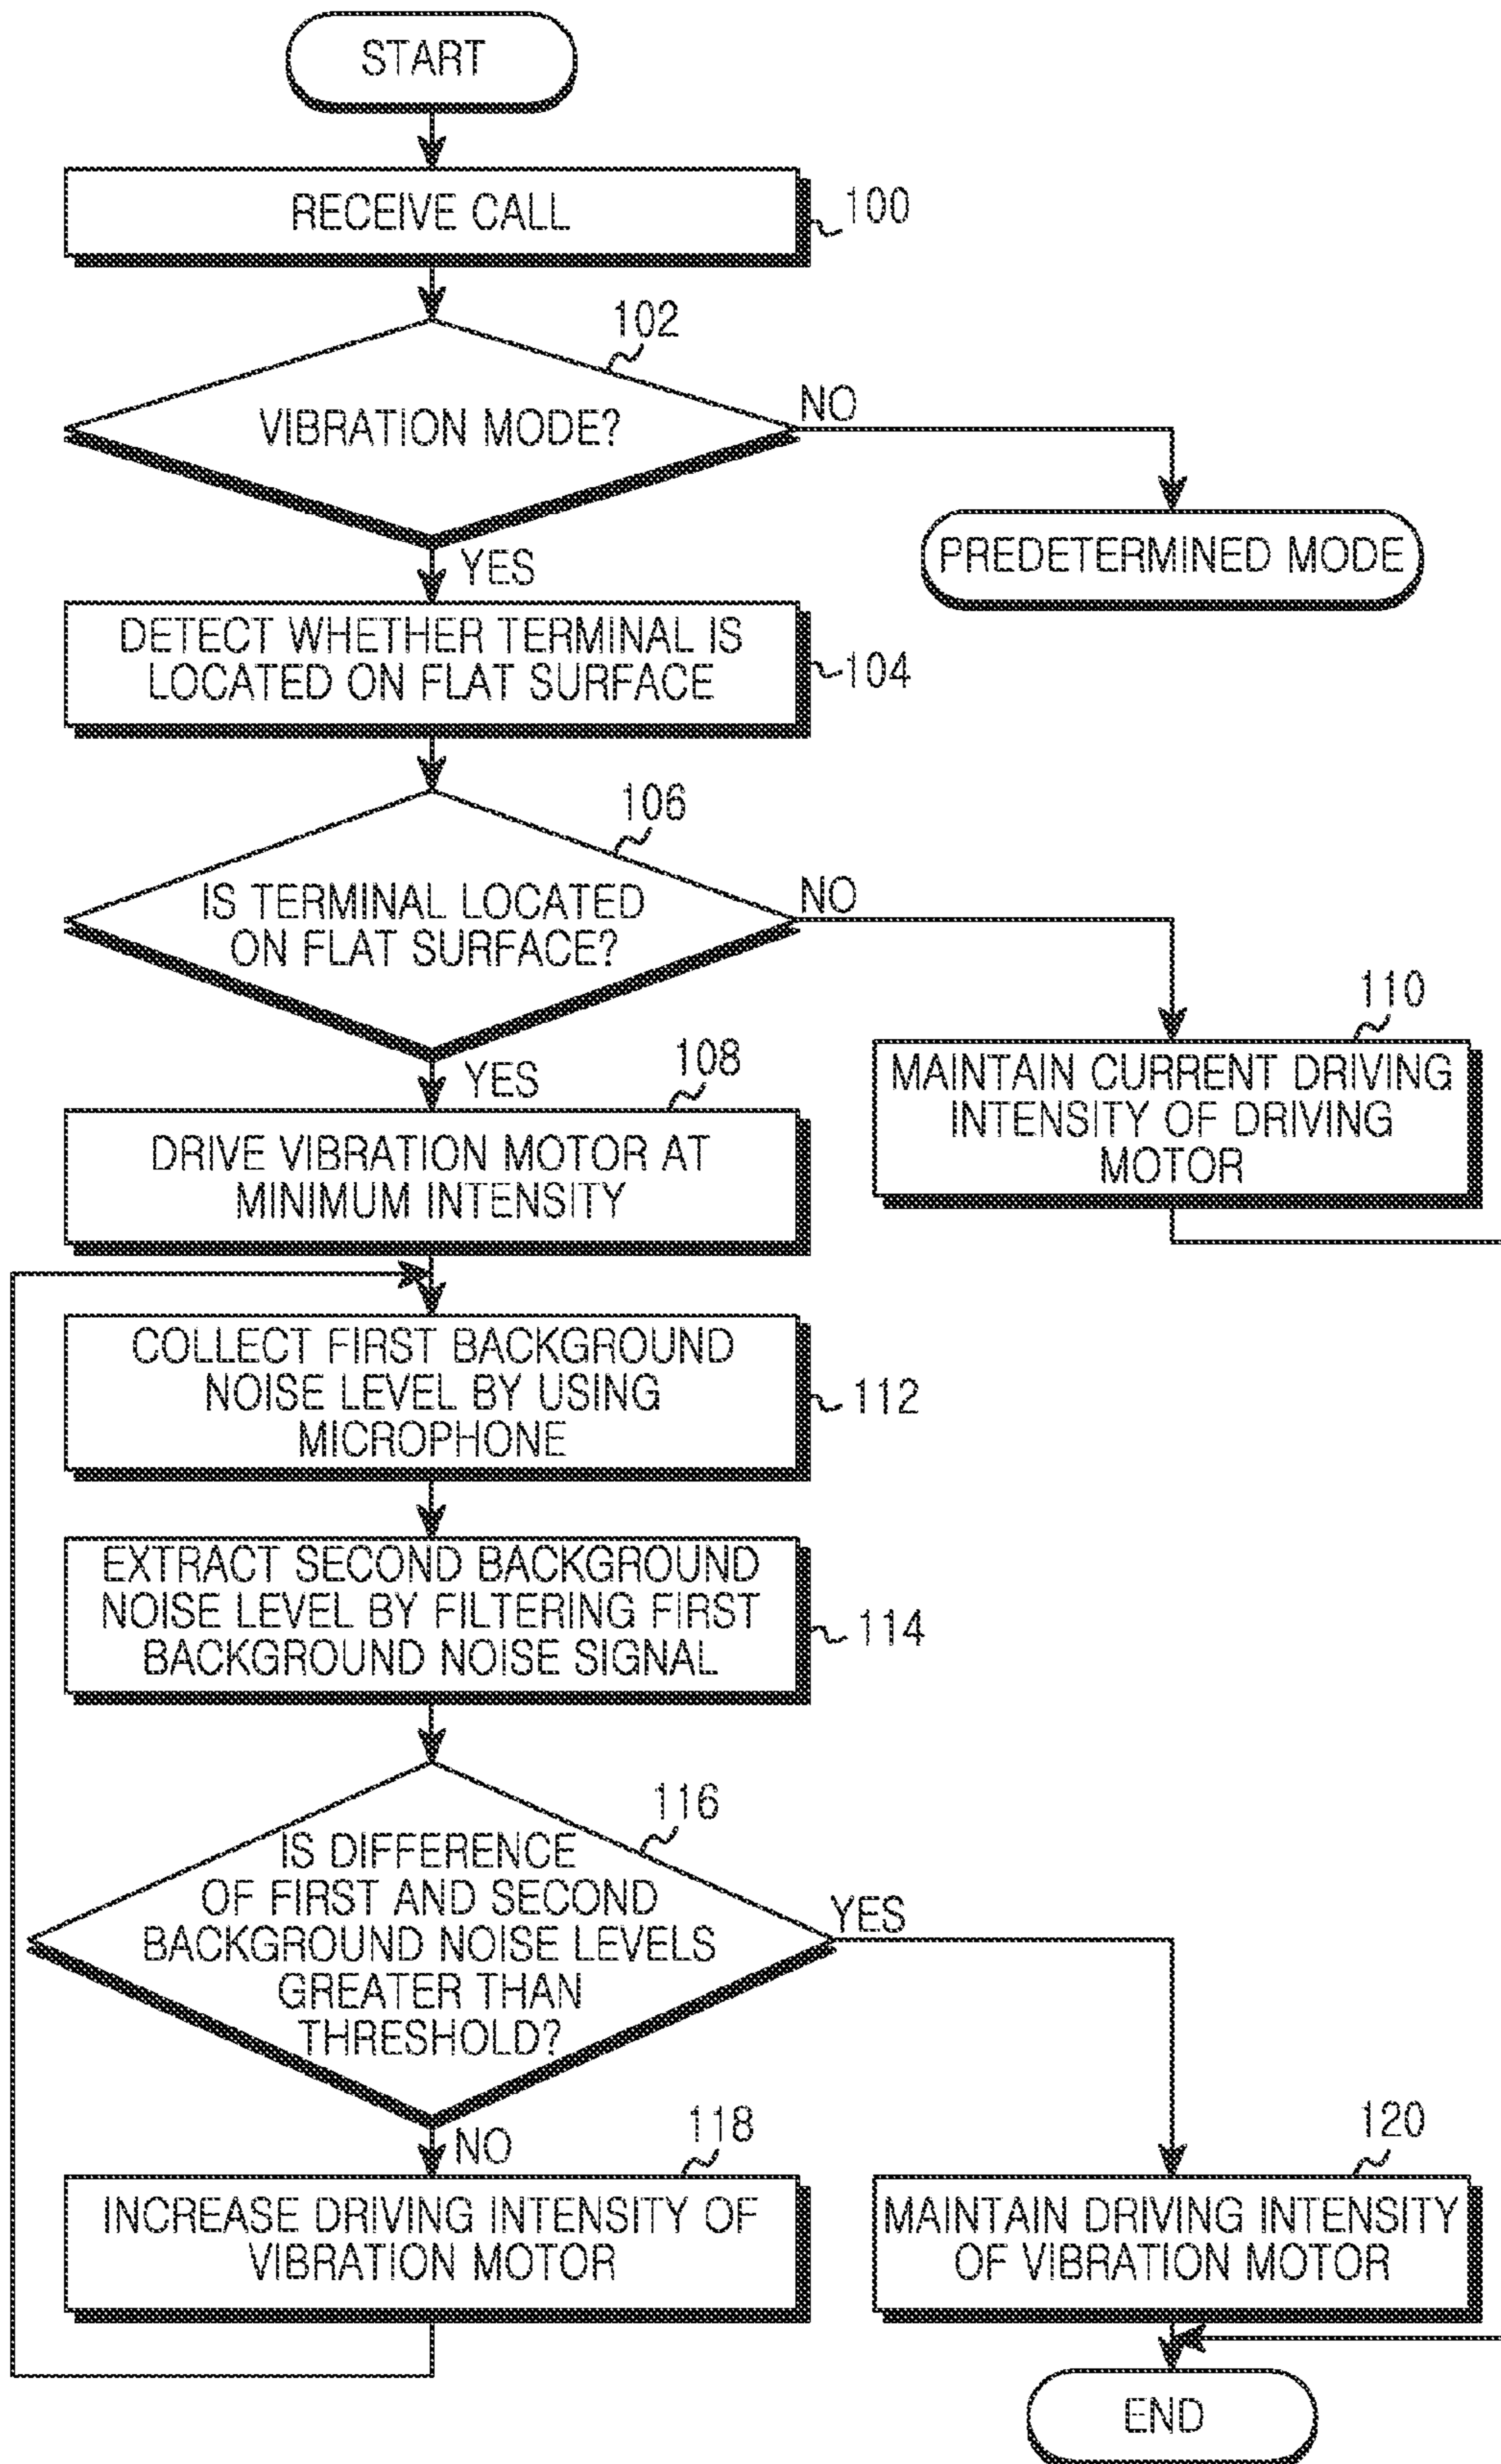 START
RECEIVE CALL
100
102
VIBRATION MODE?
NO
PREDETERMINED MODE
YES
DETECT WHETHER TERMINAL IS
LOCATED ON FLAT SURFACE
104
106
IS TERMINAL LOCATED
ON FLAT SURFACE?
NO
110
MAINTAIN CURRENT DRIVING
INTENSITY OF DRIVING
MOTOR
YES
108
DRIVE VIBRATION MOTOR AT
MINIMUM INTENSITY
COLLECT FIRST BACKGROUND
NOISE LEVEL BY USING
MICROPHONE
112
EXTRACT SECOND BACKGROUND
NOISE LEVEL BY FILTERING FIRST
BACKGROUND NOISE SIGNAL
114
116
IS DIFFERENCE
OF FIRST AND SECOND
BACKGROUND NOISE LEVELS
GREATER THAN
THRESHOLD?
YES
NO
118
INCREASE DRIVING INTENSITY OF
VIBRATION MOTOR
120
MAINTAIN DRIVING INTENSITY
OF VIBRATION MOTOR
END